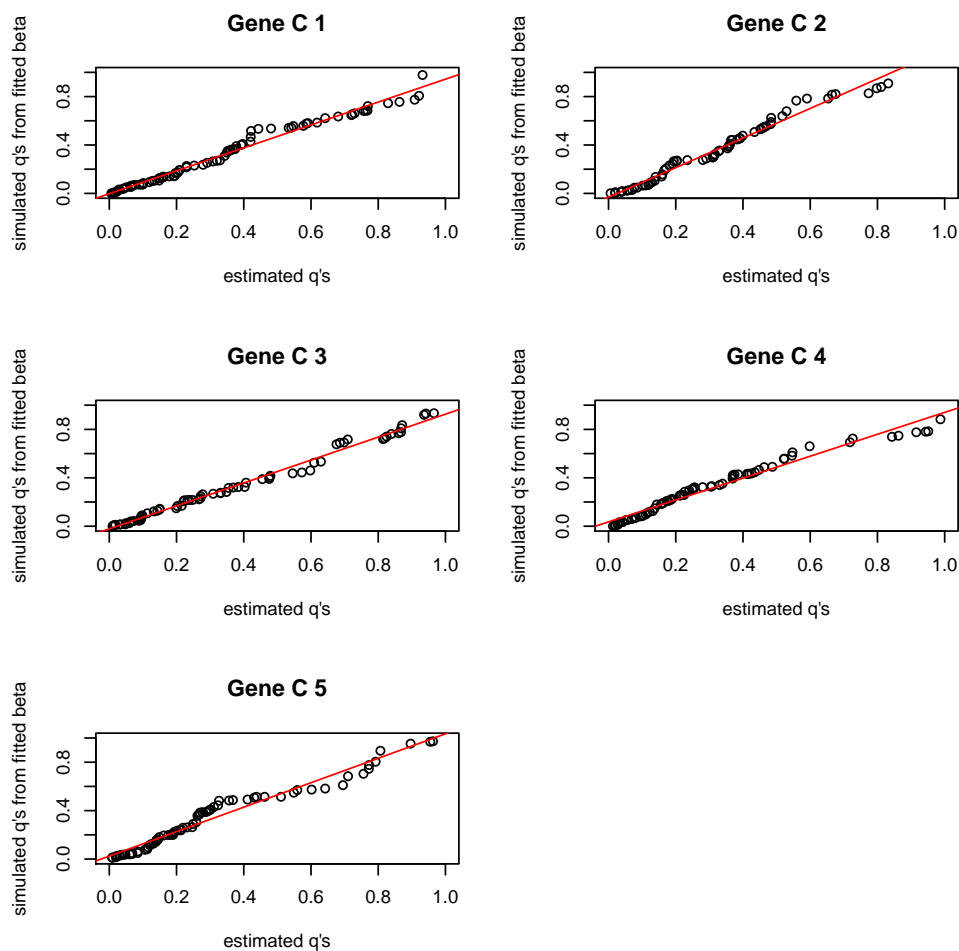 Gene C 1
simulated q's from fitted beta
0.0 0.4 0.8
0.0 0.2 0.4 0.6 0.8 1.0
estimated q's
Gene C 2
simulated q's from fitted beta
0.0 0.4 0.8
0.0 0.2 0.4 0.6 0.8 1.0
estimated q's
Gene C 3
simulated q's from fitted beta
0.0 0.4 0.8
0.0 0.2 0.4 0.6 0.8 1.0
estimated q's
Gene C 4
simulated q's from fitted beta
0.0 0.4 0.8
0.0 0.2 0.4 0.6 0.8 1.0
estimated q's
Gene C 5
simulated q's from fitted beta
0.0 0.4 0.8
0.0 0.2 0.4 0.6 0.8 1.0
estimated q's